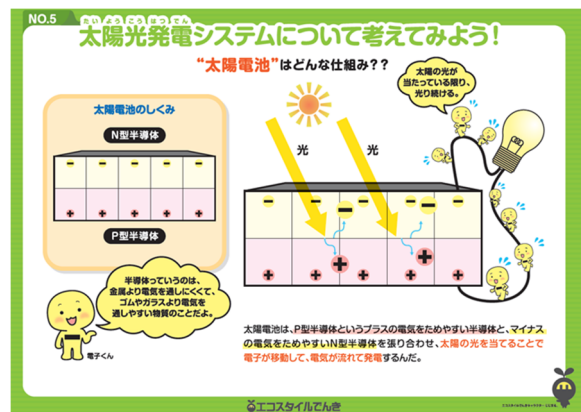 NO.5
たいようこうはつでん
太陽光発電システムについて考えてみよう!
“太陽電池”はどんな仕組み??
太陽電池のしくみ
N型半導体
P型半導体
半導体っていうのは、
金属より電気を通しにくくて、
ゴムやガラスより電気を
通しやすい物質のことだよ。
電子くん
光
光
太陽の光が
当たっている限り、
光り続ける。
太陽電池は、P型半導体というプラスの電気をためやすい半導体と、マイナス
の電気をためやすいN型半導体を張り合わせ、太陽の光を当てることで
電子が移動して、電気が流れて発電するんだ。
エコスタイルでんき